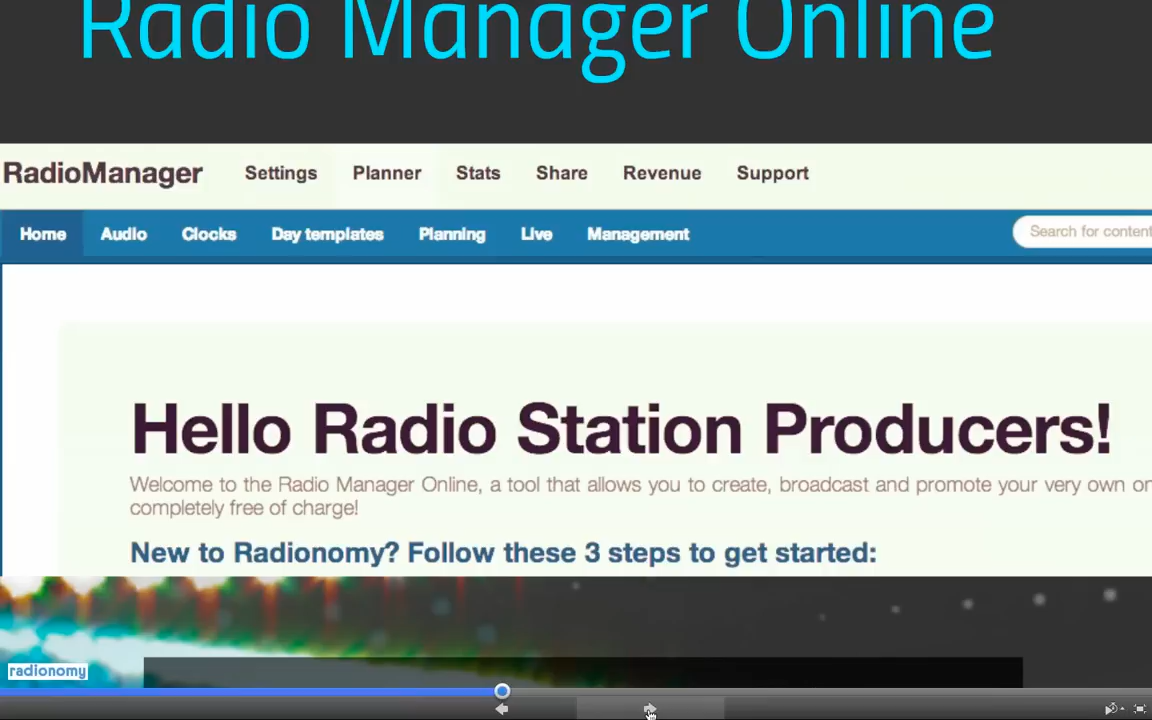 Radio Manager Online
RadioManager Settings Planner Stats Share Revenue Support
Home Audio Clocks Day templates Planning Live Management Search for content
Hello Radio Station Producers!
Welcome to the Radio Manager Online, a tool that allows you to create, broadcast and promote your very own on
completely free of charge!
New to Radionomy? Follow these 3 steps to get started:
radionomy